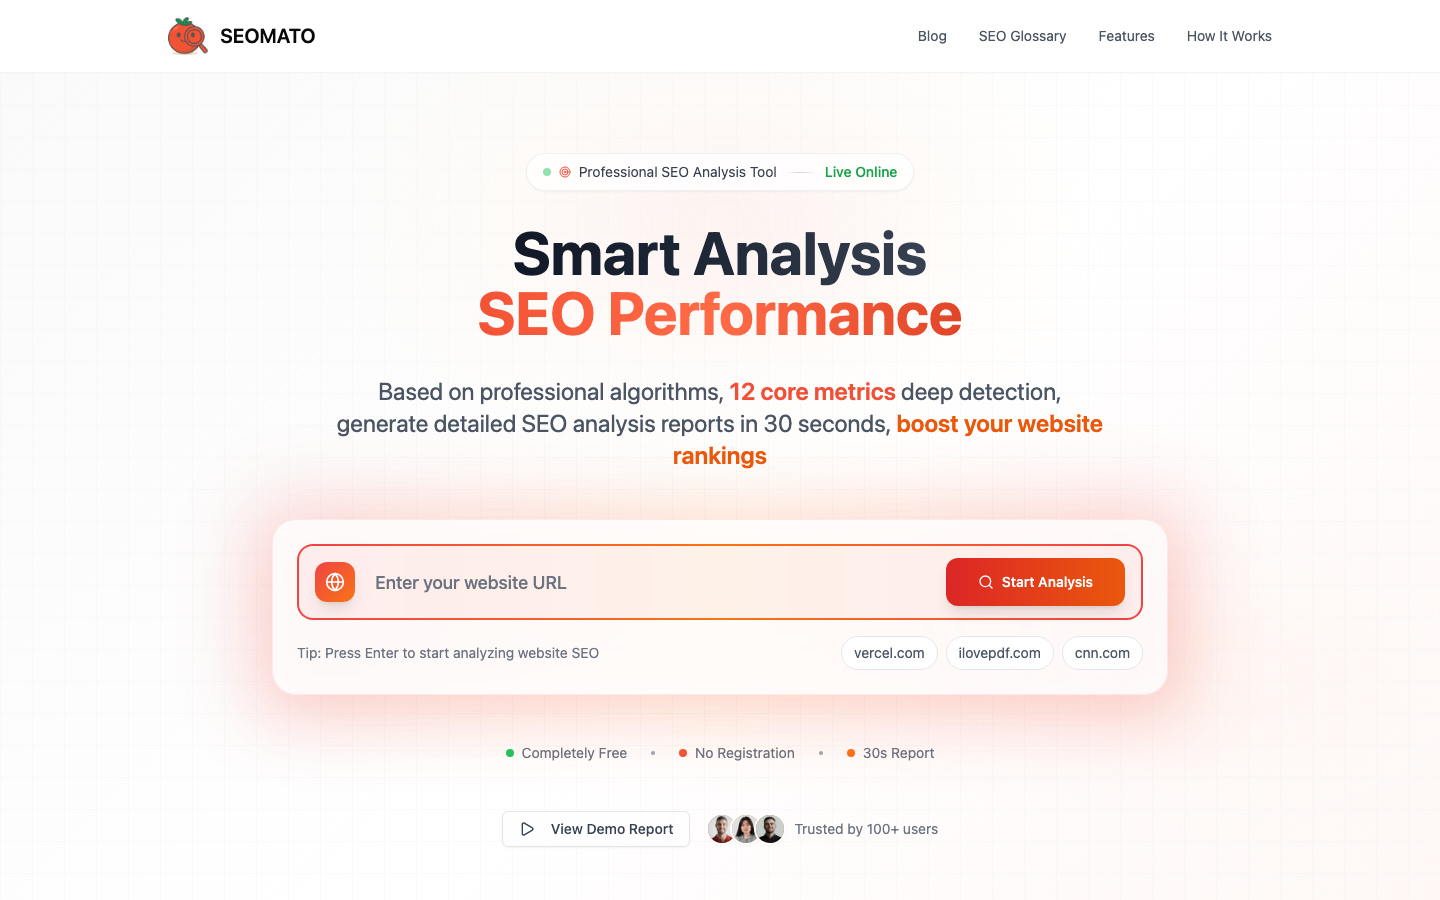 SEOMATO
Blog
SEO Glossary
Features
How It Works
Professional SEO Analysis Tool
Live Online
Smart Analysis
SEO Performance
Based on professional algorithms, 12 core metrics deep detection,
generate detailed SEO analysis reports in 30 seconds, boost your website
rankings
Enter your website URL
Start Analysis
Tip: Press Enter to start analyzing website SEO
vercel.com
ilovepdf.com
cnn.com
Completely Free
No Registration
30s Report
View Demo Report
Trusted by 100+ users